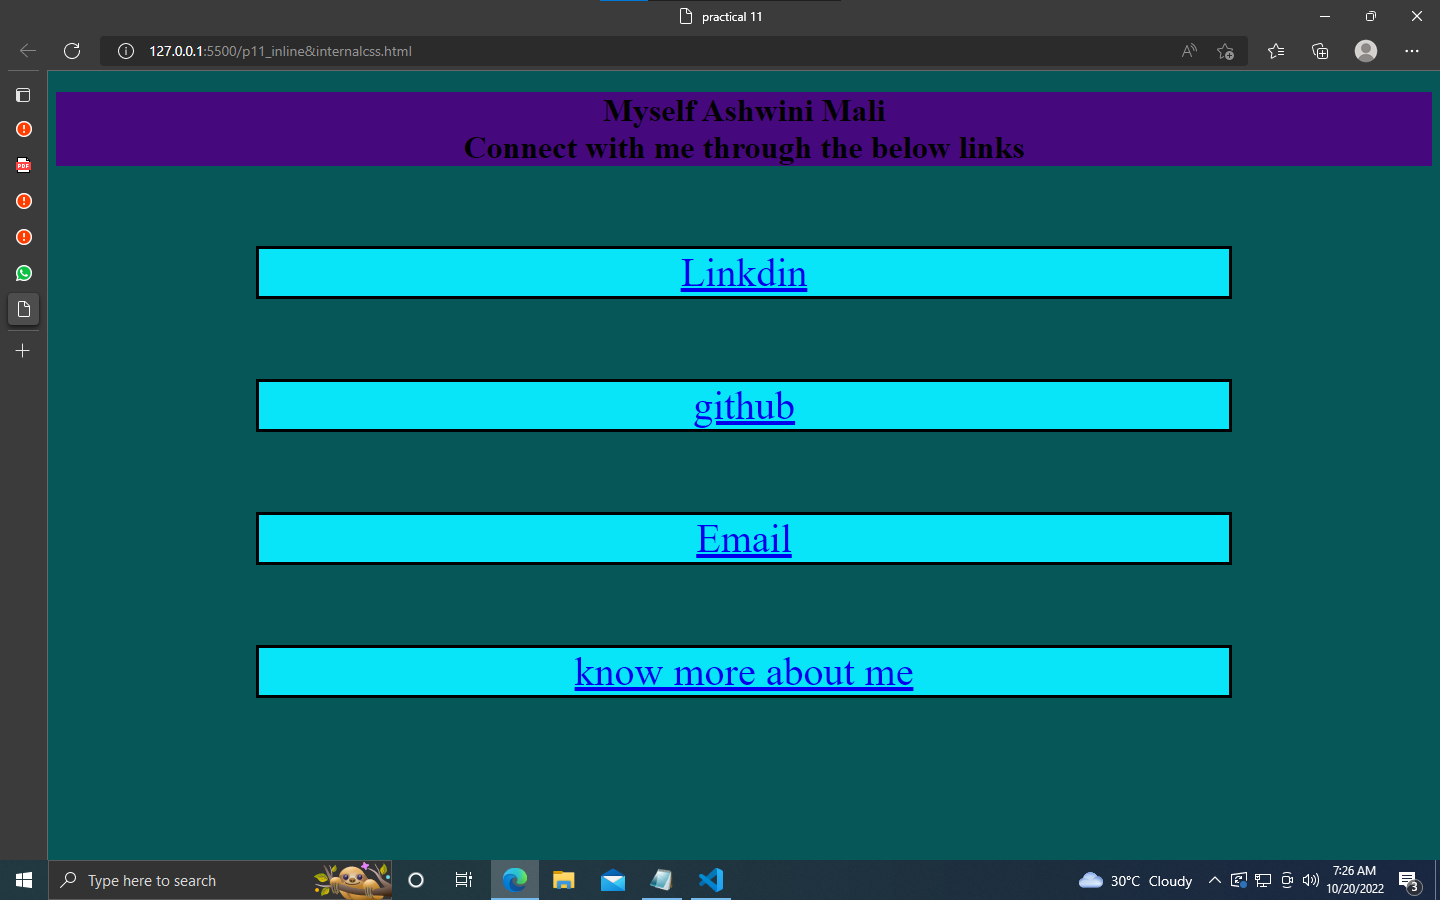 practical 11
127.0.0.1:5500/p11_inline&internalcss.html
PDF
Myself Ashwini Mali
Connect with me through the below links
Linkdin
github
Email
know more about me
Type here to search
30°C Cloudy
7:26 AM
10/20/2022
3